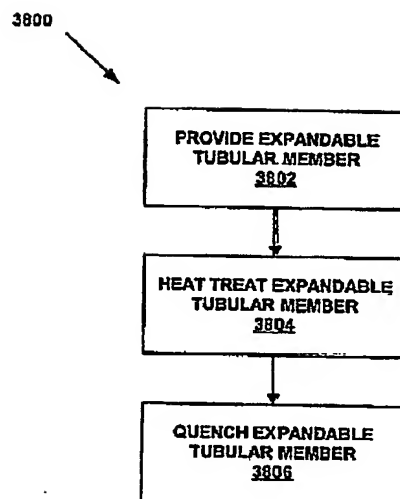 3800
PROVIDE EXPANDABLE
TUBULAR MEMBER
3802
HEAT TREAT EXPANDABLE
TUBULAR MEMBER
3804
QUENCH EXPANDABLE
TUBULAR MEMBER
3806